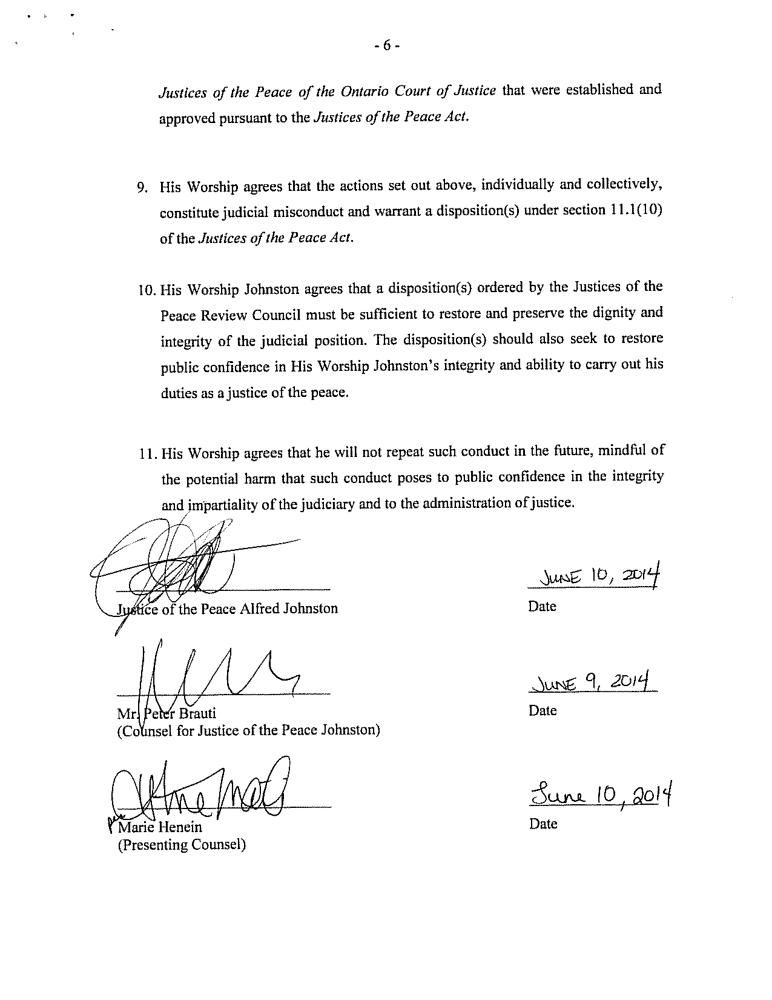 - 6 -
Justices of the Peace of the Ontario Court of Justice that were established and
approved pursuant to the Justices of the Peace Act.
9. His Worship agrees that the actions set out above, individually and collectively,
constitute judicial misconduct and warrant a disposition(s) under section 11.1(10)
of the Justices of the Peace Act.
10. His Worship Johnston agrees that a disposition(s) ordered by the Justices of the
Peace Review Council must be sufficient to restore and preserve the dignity and
integrity of the judicial position. The disposition(s) should also seek to restore
public confidence in His Worship Johnston's integrity and ability to carry out his
duties as a justice of the peace.
11. His Worship agrees that he will not repeat such conduct in the future, mindful of
the potential harm that such conduct poses to public confidence in the integrity
and impartiality of the judiciary and to the administration of justice.
JUNE 10, 2014
Justice of the Peace Alfred Johnston Date
JUNE 9, 2014
Mr. Peter Brauti Date
(Counsel for Justice of the Peace Johnston)
June 10, 2014
Marie Henein Date
(Presenting Counsel)